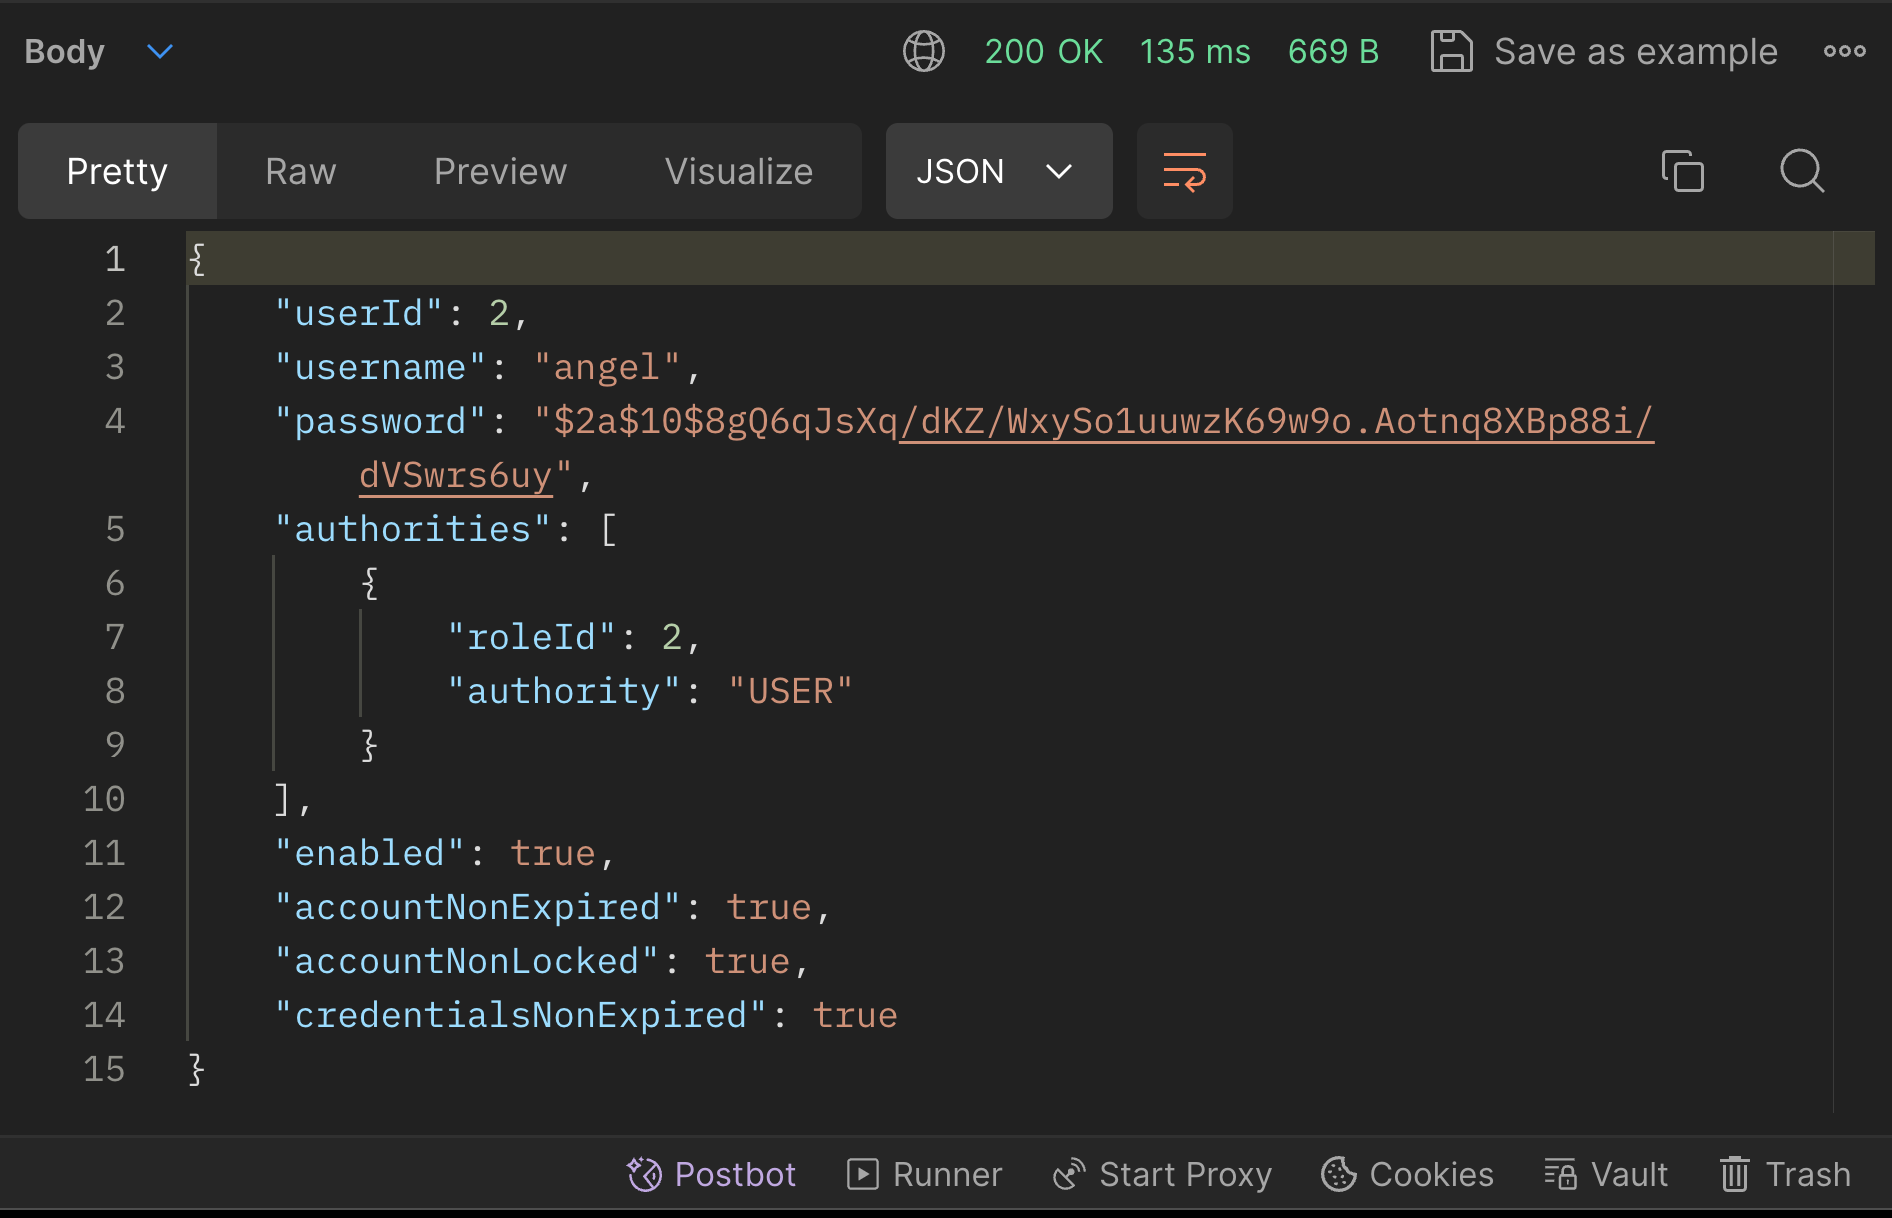 Body 200 OK 135 ms 669 B Save as example
Pretty Raw Preview Visualize JSON
1 {
2 "userId": 2,
3 "username": "angel",
4 "password": "$2a$10$8gQ6qJsXq/dKZ/WxySo1uuwzK69w9o.Aotnq8XBp88i/
dVSwrs6uy",
5 "authorities": [
6 {
7 "roleId": 2,
8 "authority": "USER"
9 }
10 ],
11 "enabled": true,
12 "accountNonExpired": true,
13 "accountNonLocked": true,
14 "credentialsNonExpired": true
15 }
Postbot Runner Start Proxy Cookies Vault Trash